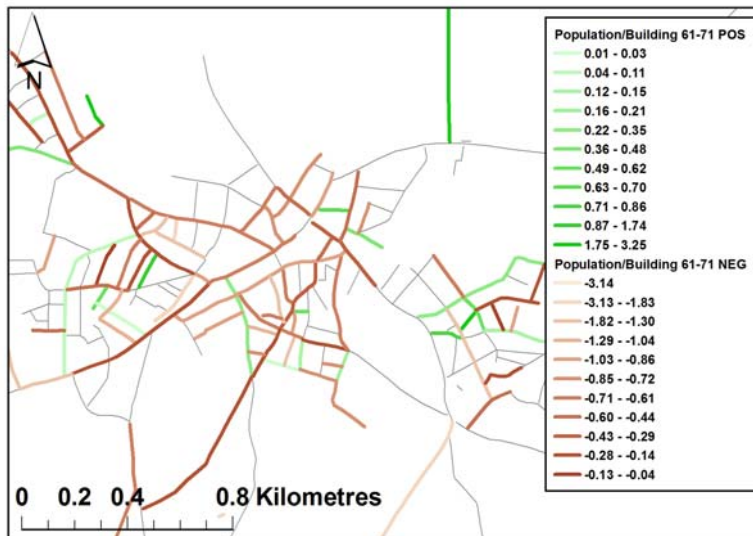 N
Population/Building 61-71 POS
0.01 - 0.03
0.04 - 0.11
0.12 - 0.15
0.16 - 0.21
0.22 - 0.35
0.36 - 0.48
0.49 - 0.62
0.63 - 0.70
0.71 - 0.86
0.87 - 1.74
1.75 - 3.25
Population/Building 61-71 NEG
-3.14
-3.13 - -1.83
-1.82 - -1.30
-1.29 - -1.04
-1.03 - -0.86
-0.85 - -0.72
-0.71 - -0.61
-0.60 - -0.44
-0.43 - -0.29
-0.28 - -0.14
-0.13 - -0.04
0 0.2 0.4 0.8 Kilometres